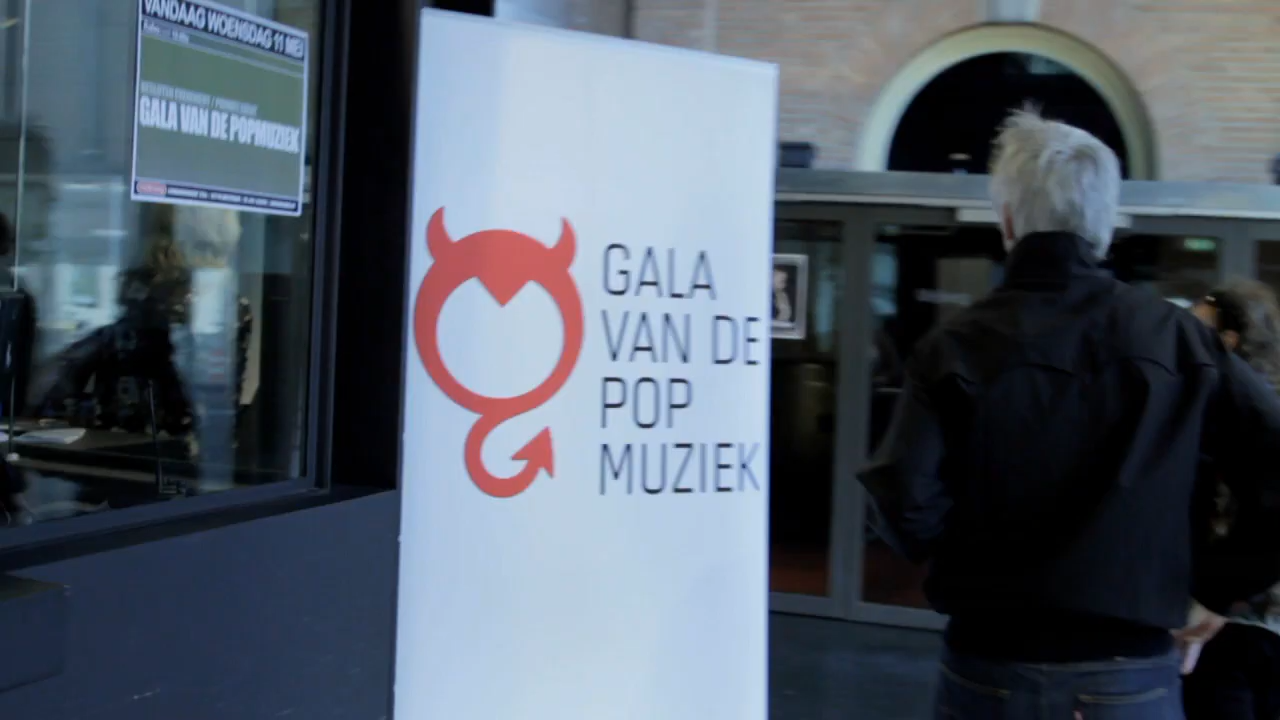 VANDAAG WOENSDAG 11 MEI
GALA VAN DE POPMUZIEK
GALA
VAN DE
POP
MUZIEK